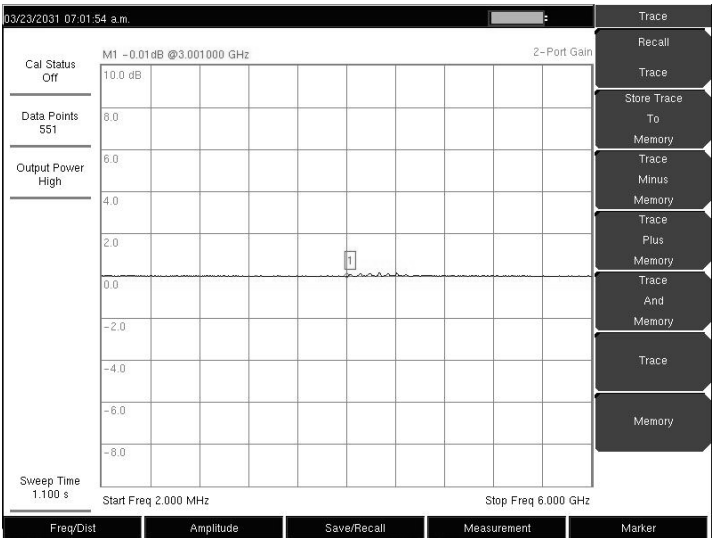 03/23/2031 07:01:54 a.m.
Trace
Cal Status
Off
Data Points
551
Output Power
High
Sweep Time
1.100 s
M1 -0.01dB @3.001000 GHz
2-Port Gain
10.0 dB
8.0
6.0
4.0
2.0
1
0.0
-2.0
-4.0
-6.0
-8.0
Start Freq 2.000 MHz
Stop Freq 6.000 GHz
Recall
Trace
Store Trace
To
Memory
Trace
Minus
Memory
Trace
Plus
Memory
Trace
And
Memory
Trace
Memory
Freq/Dist
Amplitude
Save/Recall
Measurement
Marker